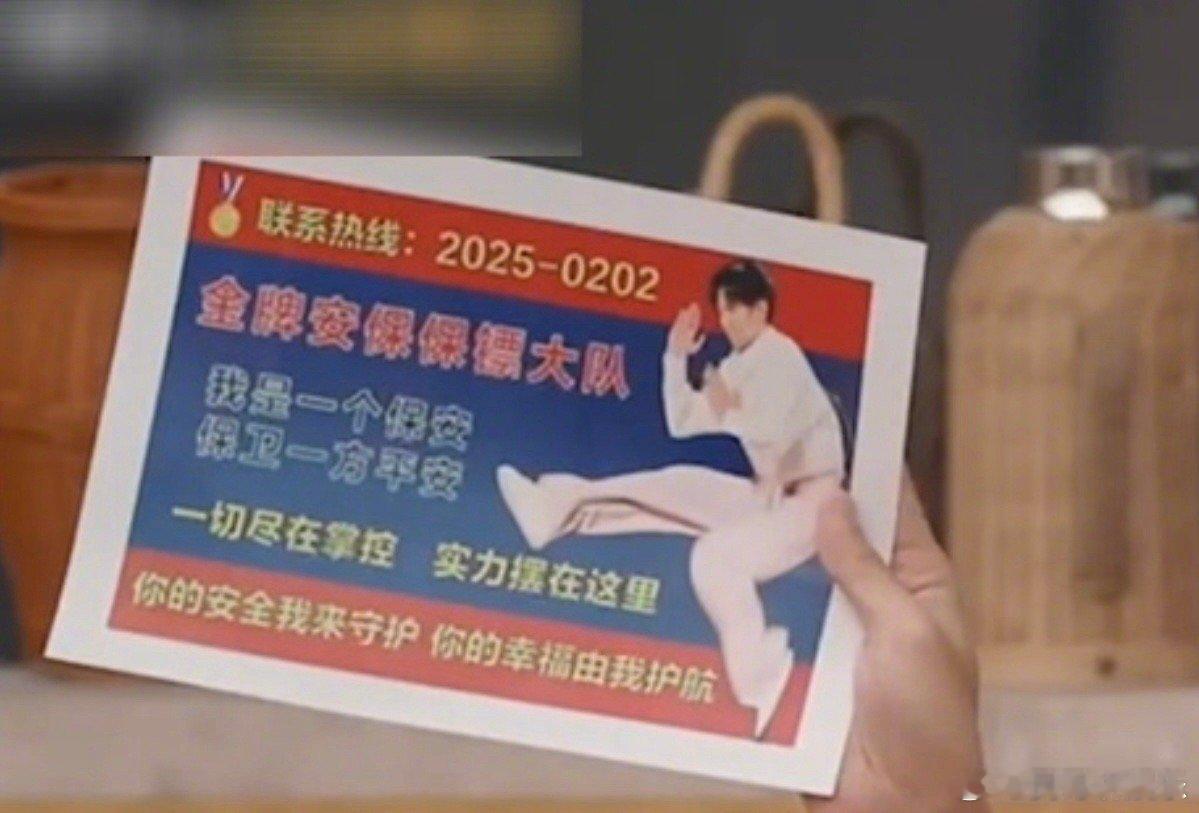 联系热线：2025-0202
金牌安保保镖大队
我是一个保安
保卫一方平安
一切尽在掌控 实力摆在这里
你的安全我来守护 你的幸福由我护航